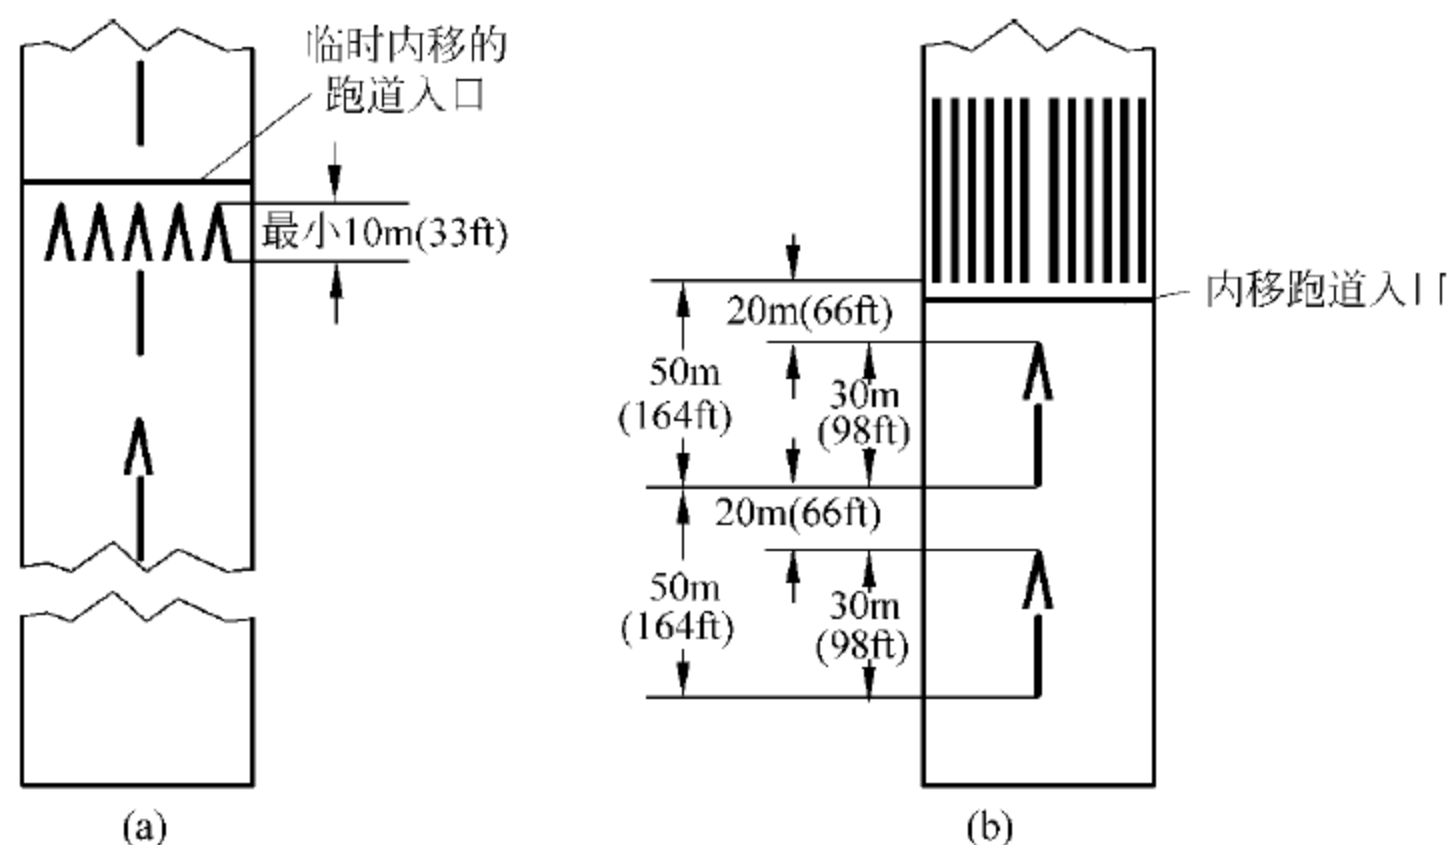 临时内移的
跑道入口
最小10m(33ft)
(a)
内移跑道入口
20m(66ft)
50m
(164ft)
30m
(98ft)
20m(66ft)
50m
(164ft)
30m
(98ft)
(b)